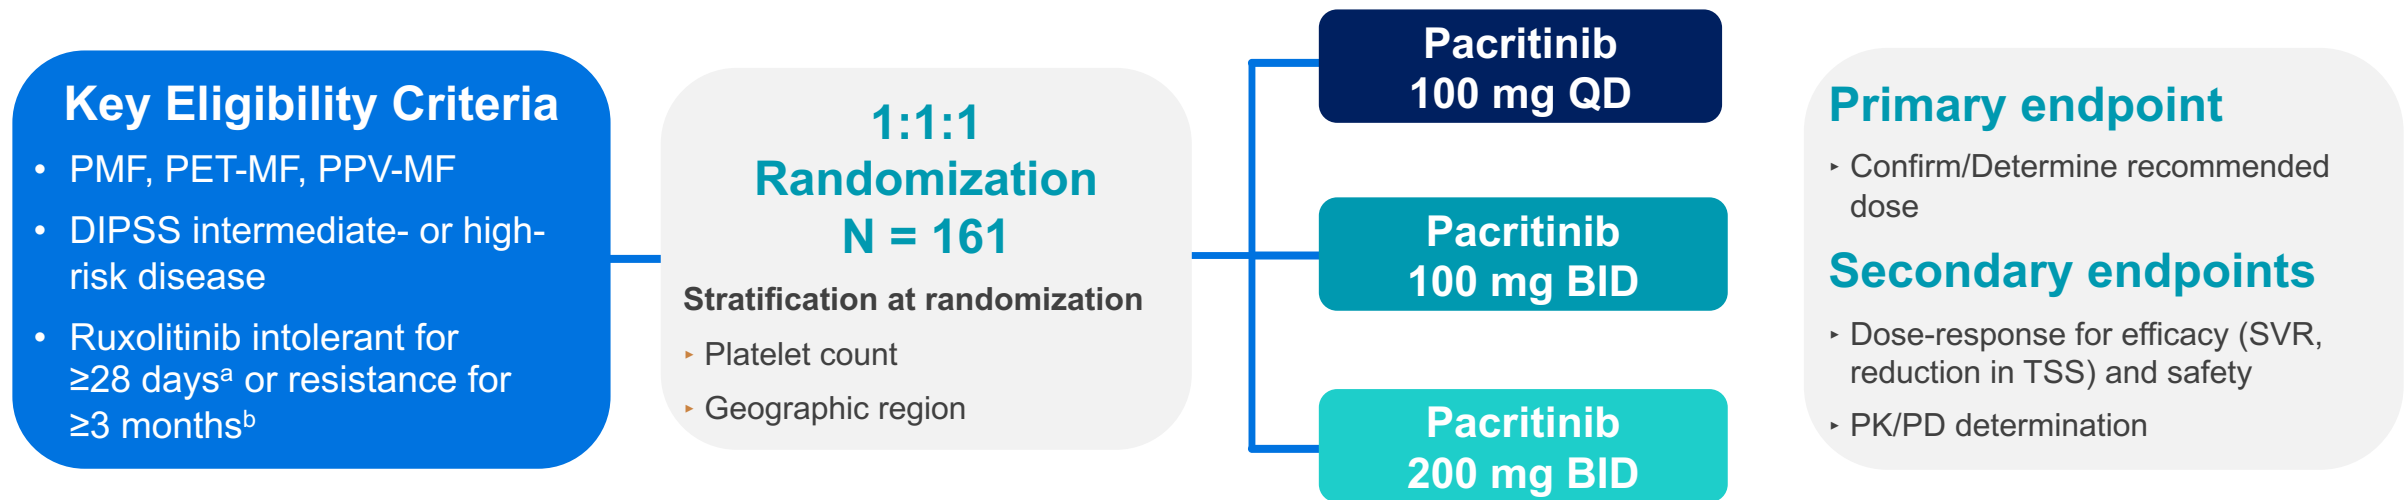 Key Eligibility Criteria
• PMF, PET-MF, PPV-MF
• DIPSS intermediate- or high-
risk disease
• Ruxolitinib intolerant for
≥28 daysᵃ or resistance for
≥3 monthsᵇ
1:1:1
Randomization
N = 161
Stratification at randomization
‣ Platelet count
‣ Geographic region
Pacritinib
100 mg QD
Pacritinib
100 mg BID
Pacritinib
200 mg BID
Primary endpoint
‣ Confirm/Determine recommended
dose
Secondary endpoints
‣ Dose-response for efficacy (SVR,
reduction in TSS) and safety
‣ PK/PD determination